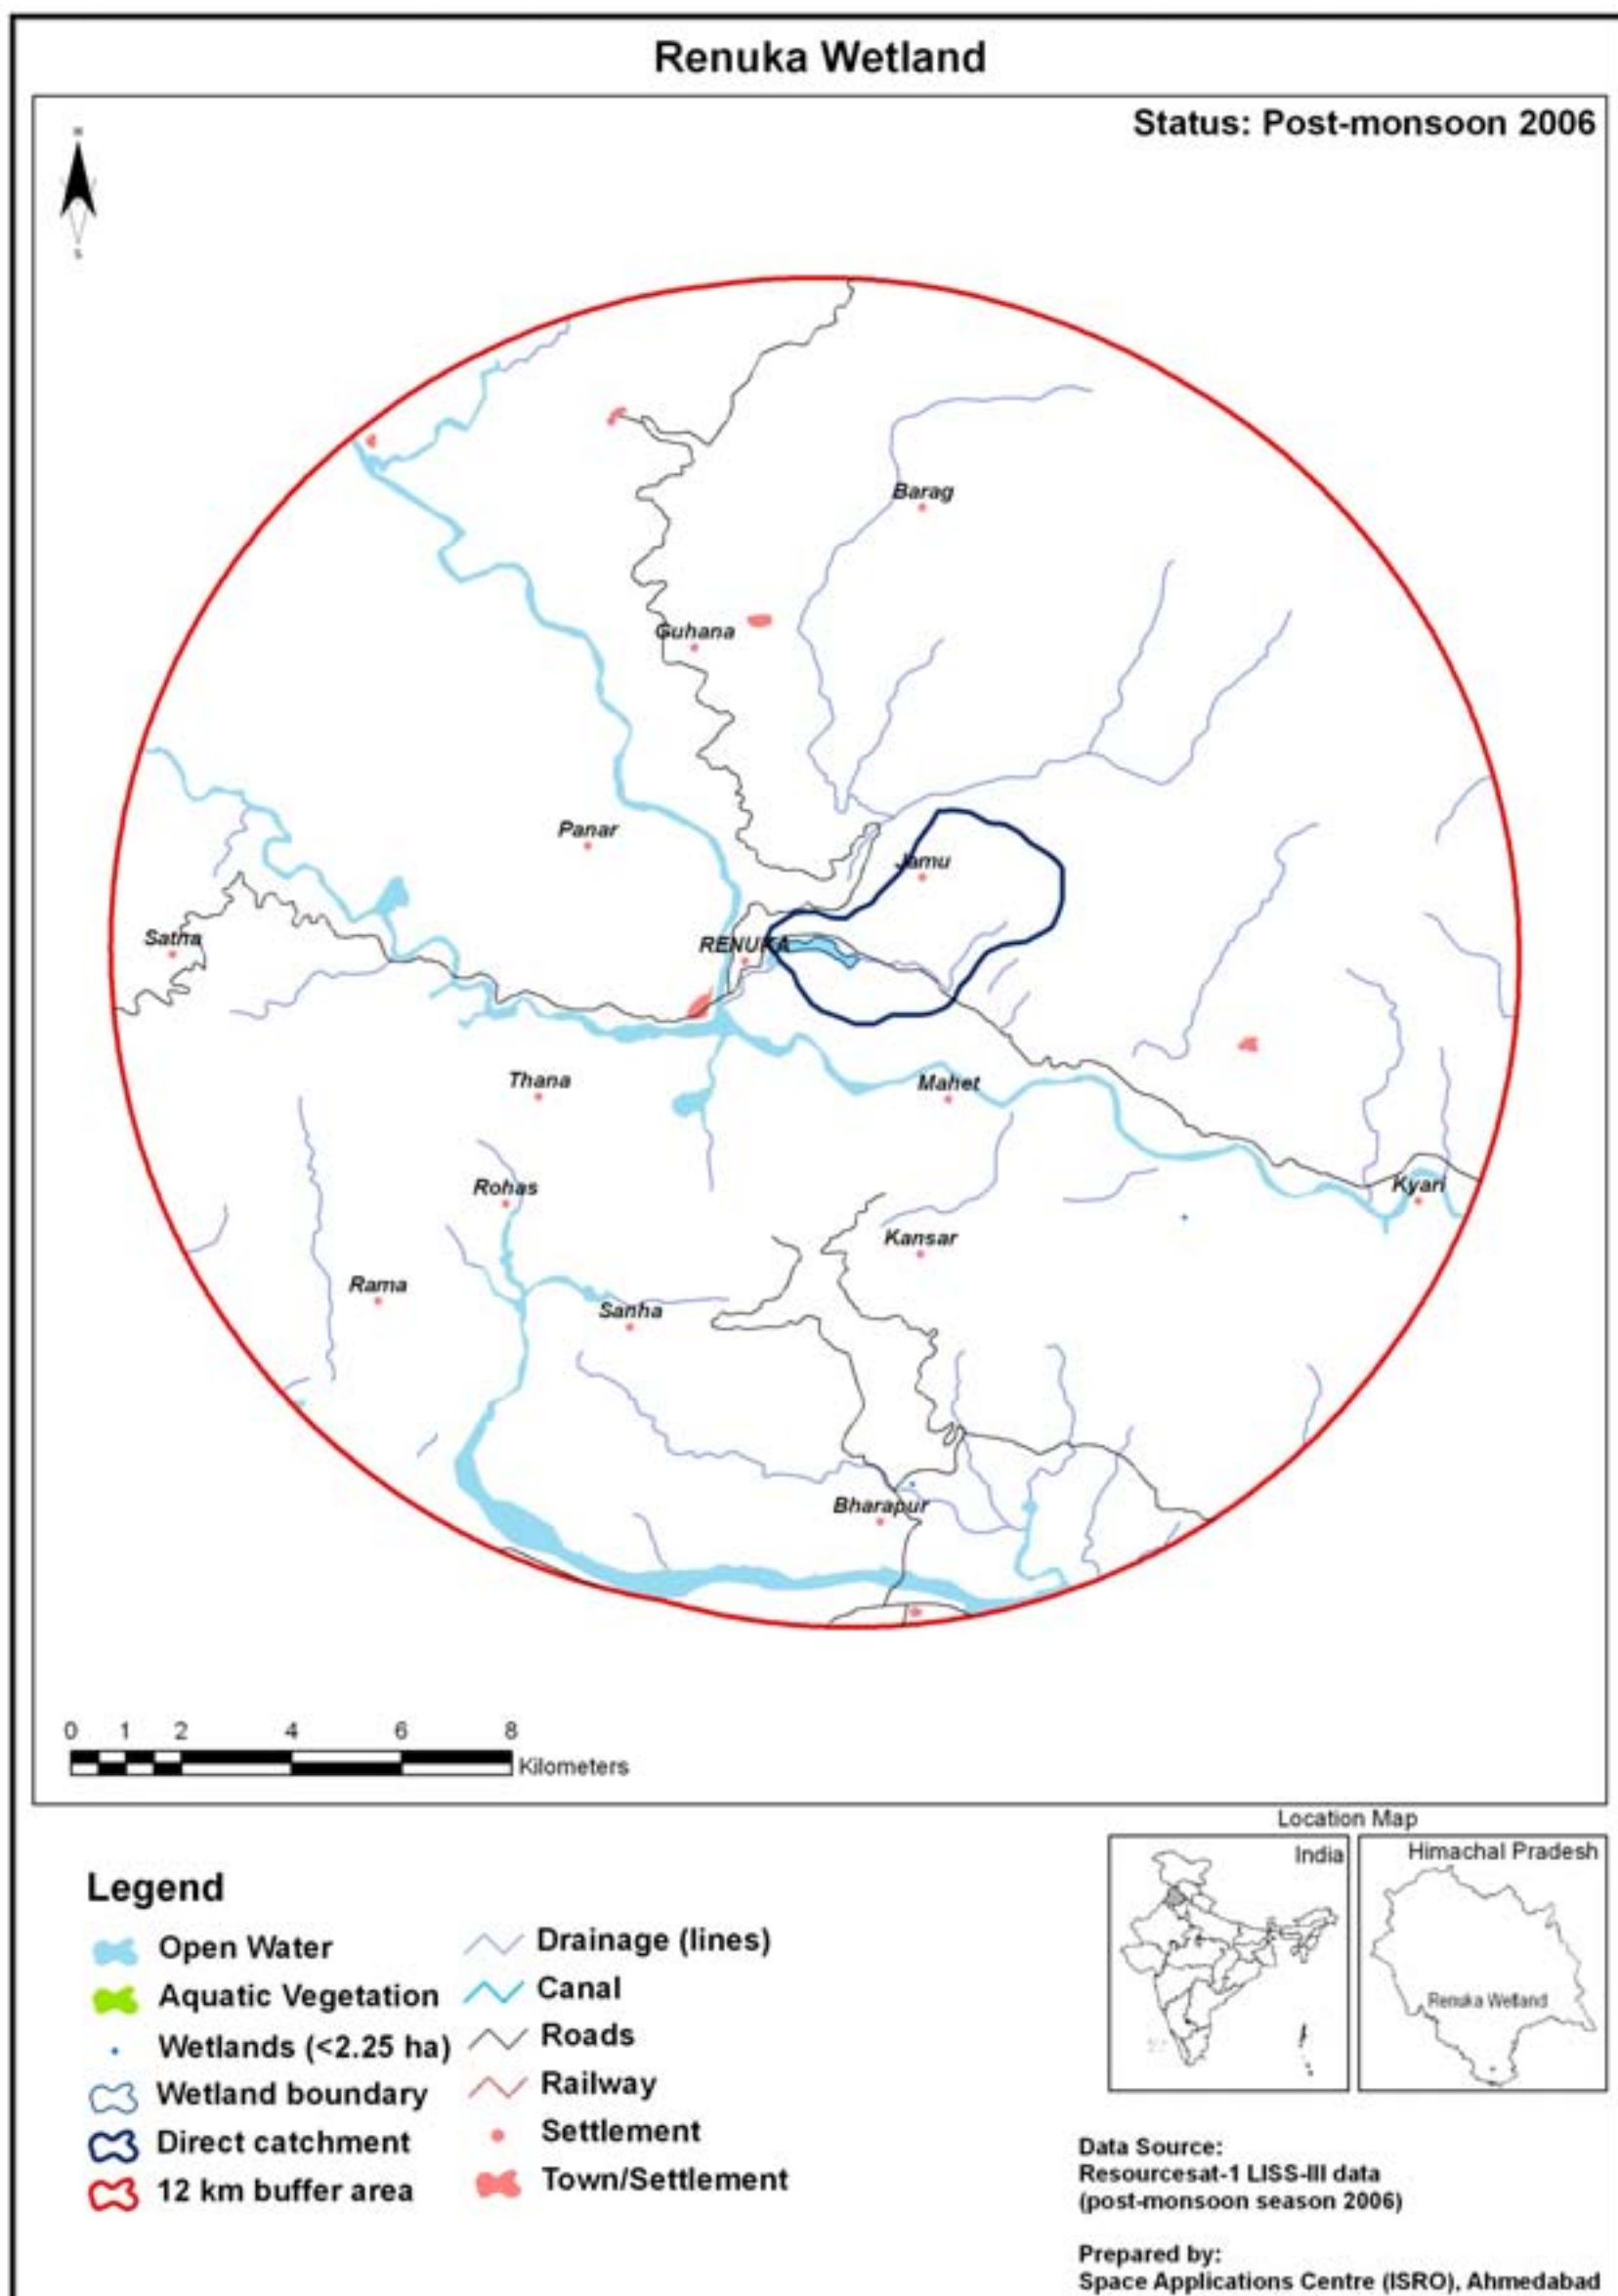 Renuka Wetland
Status: Post-monsoon 2006
N
S
Barag
Guhana
Panar
Jamu
Satha
RENUKA
Thana
Mahet
Rohas
Kyari
Kansar
Rama
Sanha
Bharapur
0 1 2 4 6 8
Kilometers
Location Map
India
Himachal Pradesh
Renuka Wetland
Legend
Open Water
Aquatic Vegetation
Wetlands (<2.25 ha)
Wetland boundary
Direct catchment
12 km buffer area
Drainage (lines)
Canal
Roads
Railway
Settlement
Town/Settlement
Data Source:
Resourcesat-1 LISS-III data
(post-monsoon season 2006)
Prepared by:
Space Applications Centre (ISRO), Ahmedabad